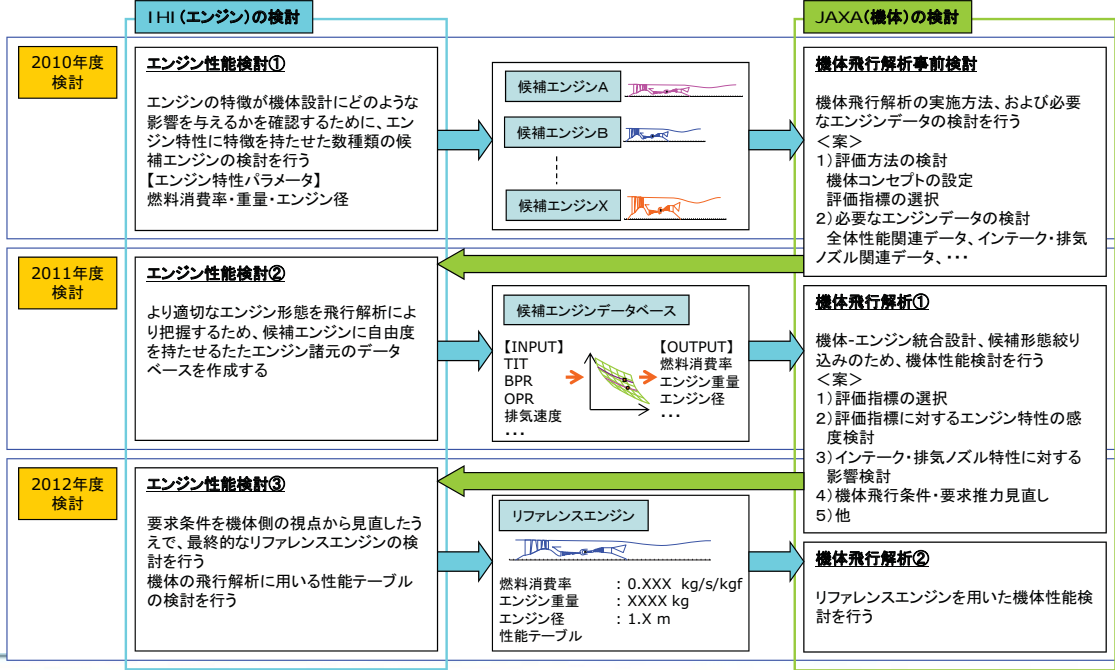 IHI(エンジン)の検討
JAXA(機体)の検討
2010年度
検討
エンジン性能検討①
エンジンの特徴が機体設計にどのような
影響を与えるかを確認するために、エン
ジン特性に特徴を持たせた数種類の候
補エンジンの検討を行う
【エンジン特性パラメータ】
燃料消費率・重量・エンジン径
候補エンジンA
候補エンジンB
候補エンジンX
機体飛行解析事前検討
機体飛行解析の実施方法、および必要
なエンジンデータの検討を行う
<案>
1)評価方法の検討
機体コンセプトの設定
評価指標の選択
2)必要なエンジンデータの検討
全体性能関連データ、インテーク・排気
ノズル関連データ、・・・
2011年度
検討
エンジン性能検討②
より適切なエンジン形態を飛行解析によ
り把握するため、候補エンジンに自由度
を持たせるたたエンジン諸元のデータ
ベースを作成する
候補エンジンデータベース
【INPUT】
TIT
BPR
OPR
排気速度
・・・
【OUTPUT】
燃料消費率
エンジン重量
エンジン径
・・・
機体飛行解析①
機体-エンジン統合設計、候補形態絞り
込みのため、機体性能検討を行う
<案>
1)評価指標の選択
2)評価指標に対するエンジン特性の感
度検討
3)インテーク・排気ノズル特性に対する
影響検討
4)機体飛行条件・要求推力見直し
5)他
2012年度
検討
エンジン性能検討③
要求条件を機体側の視点から見直したう
えで、最終的なリファレンスエンジンの検
討を行う
機体の飛行解析に用いる性能テーブル
の検討を行う
リファレンスエンジン
燃料消費率 : 0.XXX kg/s/kgf
エンジン重量 : XXXX kg
エンジン径 : 1.X m
性能テーブル
機体飛行解析②
リファレンスエンジンを用いた機体性能検
討を行う